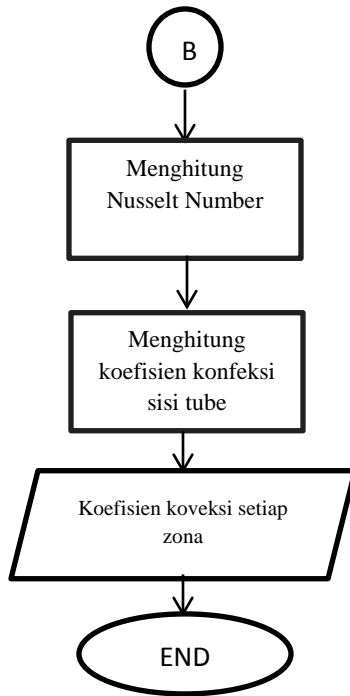 B
Menghitung
Nusselt Number
Menghitung
koefisien konfeksi
sisi tube
Koefisien koveksi setiap
zona
END